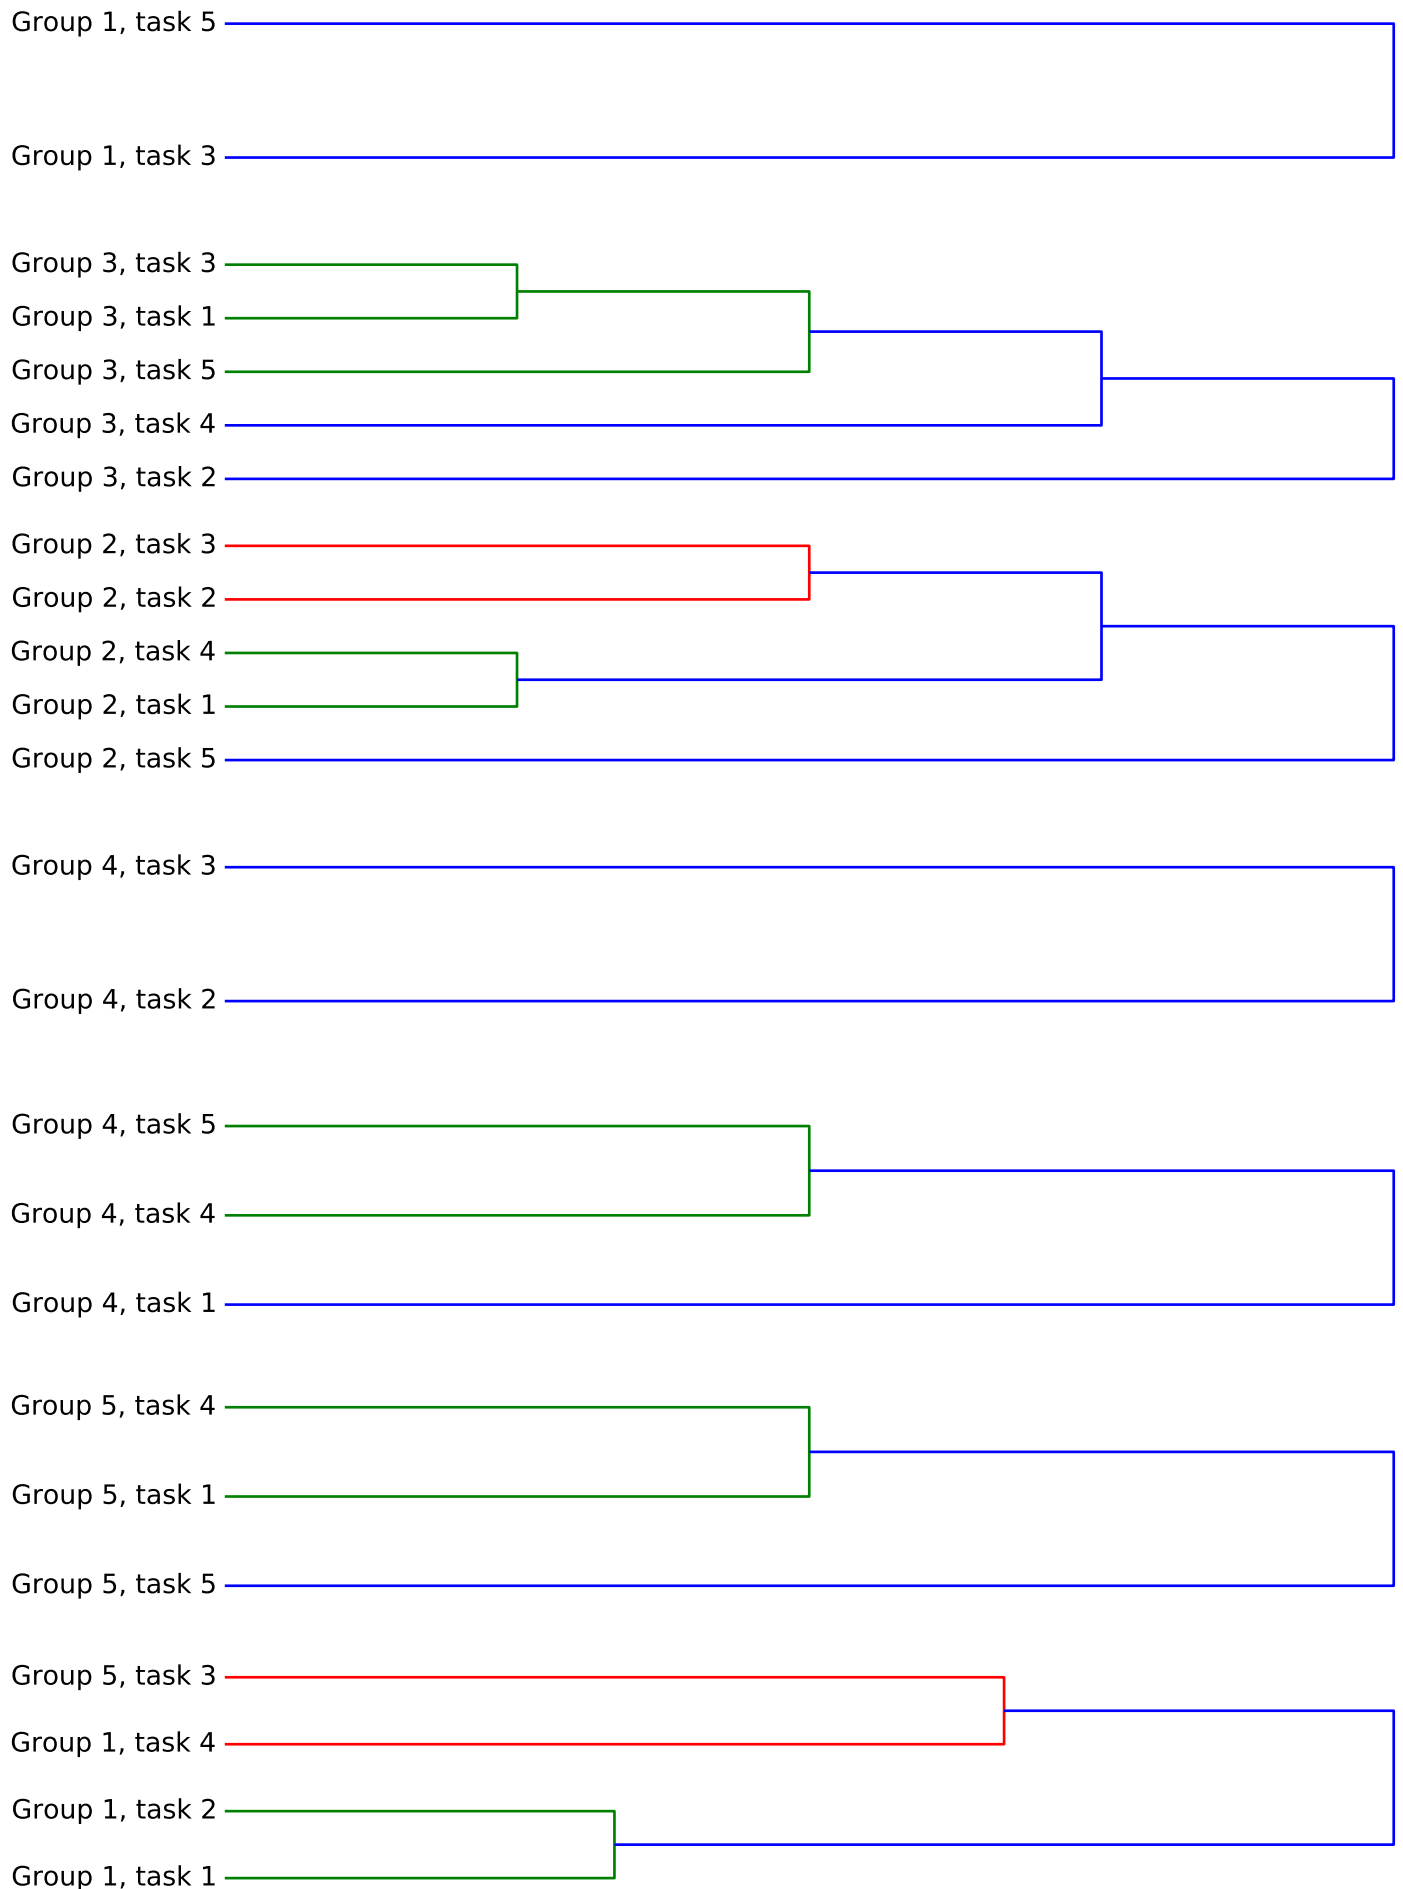 Group 1, task 5
Group 1, task 3
Group 3, task 3
Group 3, task 1
Group 3, task 5
Group 3, task 4
Group 3, task 2
Group 2, task 3
Group 2, task 2
Group 2, task 4
Group 2, task 1
Group 2, task 5
Group 4, task 3
Group 4, task 2
Group 4, task 5
Group 4, task 4
Group 4, task 1
Group 5, task 4
Group 5, task 1
Group 5, task 5
Group 5, task 3
Group 1, task 4
Group 1, task 2
Group 1, task 1